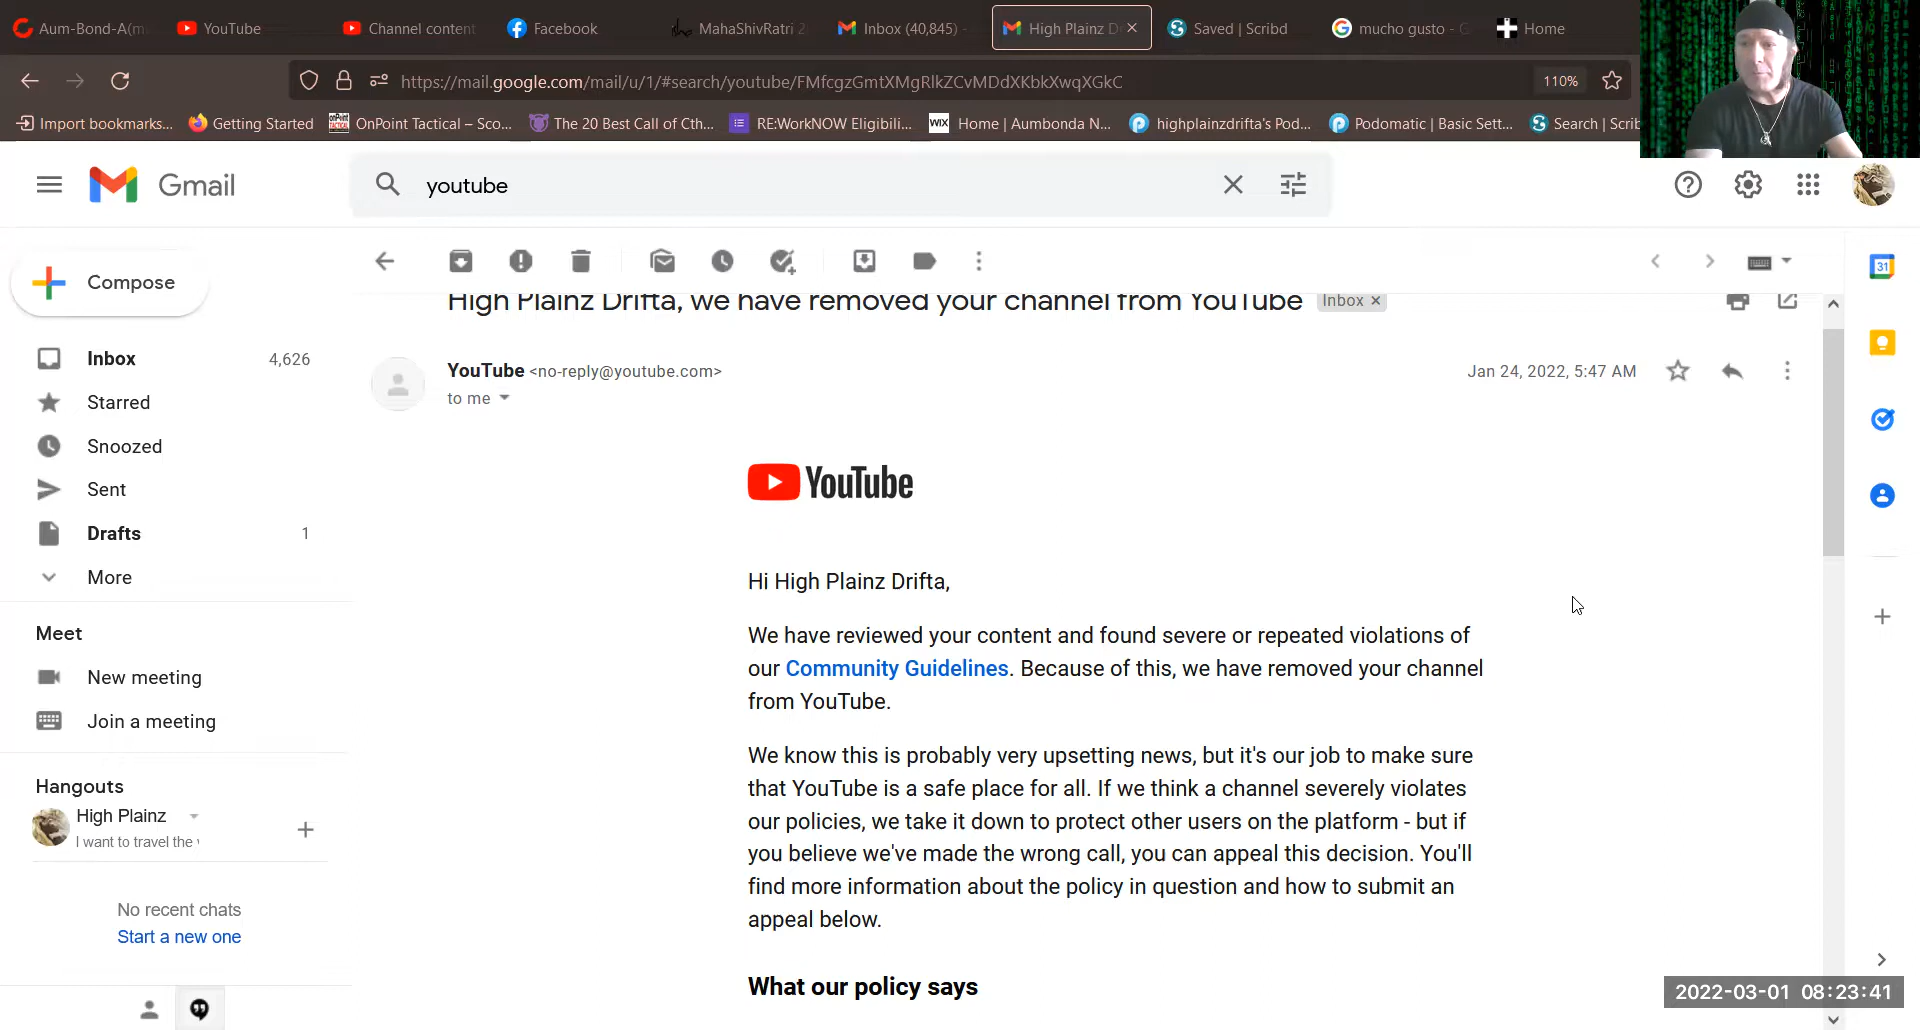 Aum-Bond-A(m
YouTube
Channel content
Facebook
MahaShivRatri 2
Inbox (40,845) -
High Plainz D
Saved | Scribd
mucho gusto - G
Home
https://mail.google.com/mail/u/1/#search/youtube/FMfcgzGmtXMgRlkZCvMDdXKbkXwqXGkC
110%
Import bookmarks...
Getting Started
OnPoint Tactical – Sco...
The 20 Best Call of Cth...
RE:WorkNOW Eligibili...
WIX
Home | Aumbonda N...
highplainzdrifta's Pod...
Podomatic | Basic Sett...
Search | Scrib
Gmail
youtube
Compose
High Plainz Drifta, we have removed your channel from YouTube
Inbox ×
Inbox 4,626
YouTube <no-reply@youtube.com>
Jan 24, 2022, 5:47 AM
to me
Starred
Snoozed
Sent
Drafts 1
More
Meet
New meeting
Join a meeting
Hangouts
High Plainz
I want to travel the
No recent chats
Start a new one
31
YouTube
Hi High Plainz Drifta,
We have reviewed your content and found severe or repeated violations of
our Community Guidelines. Because of this, we have removed your channel
from YouTube.
We know this is probably very upsetting news, but it's our job to make sure
that YouTube is a safe place for all. If we think a channel severely violates
our policies, we take it down to protect other users on the platform - but if
you believe we've made the wrong call, you can appeal this decision. You'll
find more information about the policy in question and how to submit an
appeal below.
What our policy says
2022-03-01 08:23:41